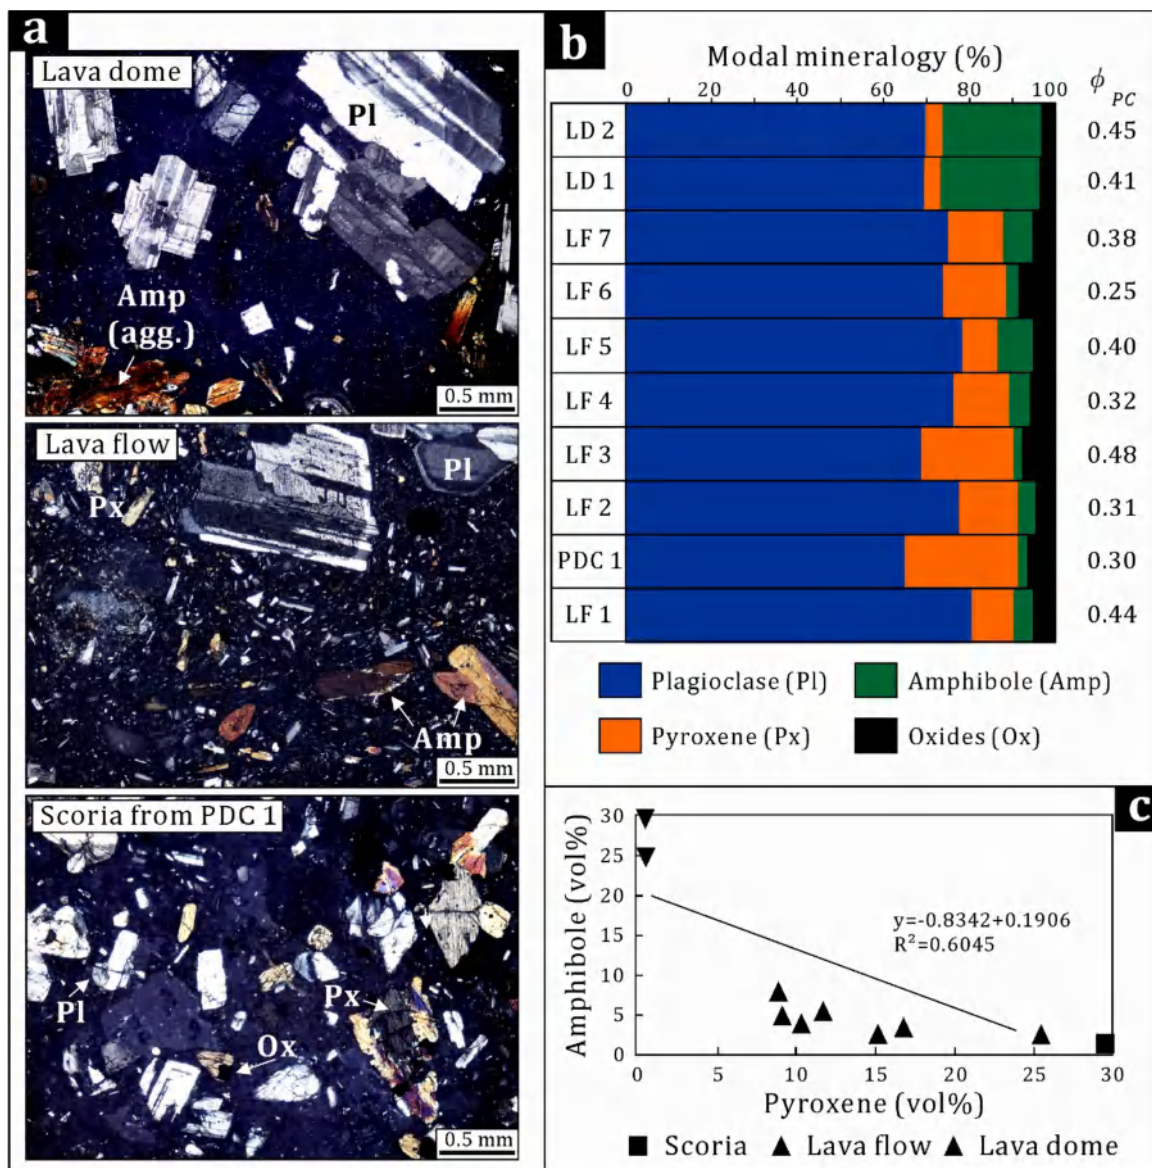 a
Lava dome
Pl
Amp
(agg.)
0.5 mm
Lava flow
Pl
Px
Amp
0.5 mm
Scoria from PDC 1
Pl
Px
Ox
0.5 mm
b
Modal mineralogy (%)
0 20 40 60 80 100
ϕ PC
LD 2 0.45
LD 1 0.41
LF 7 0.38
LF 6 0.25
LF 5 0.40
LF 4 0.32
LF 3 0.48
LF 2 0.31
PDC 1 0.30
LF 1 0.44
Plagioclase (Pl) Amphibole (Amp)
Pyroxene (Px) Oxides (Ox)
c
Amphibole (vol%)
30
25
20
15
10
5
0
y=-0.8342+0.1906
R²=0.6045
0 5 10 15 20 25 30
Pyroxene (vol%)
■ Scoria ▲ Lava flow ▲ Lava dome